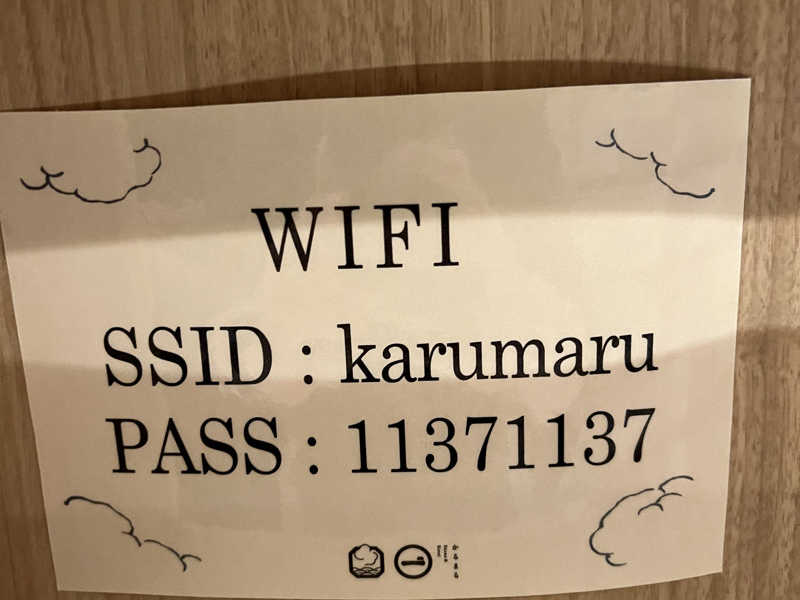 WIFI
SSID : karumaru
PASS : 11371137